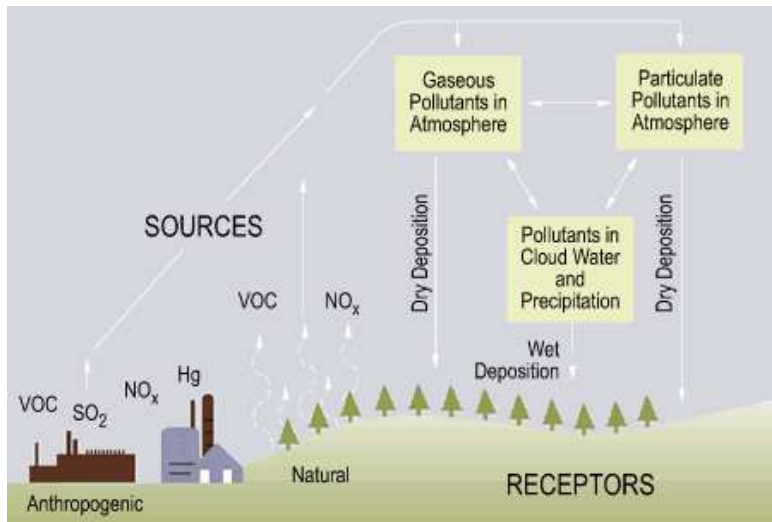 Gaseous
Pollutants in
Atmosphere
Particulate
Pollutants in
Atmosphere
SOURCES
Dry Deposition
Pollutants in
Cloud Water
and
Precipitation
Dry Deposition
VOC
NOx
Wet
Deposition
VOC
SO2
NOx
Hg
Natural
RECEPTORS
Anthropogenic